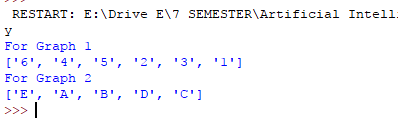 RESTART: E:\Drive E\7 SEMESTER\Artificial Intelli
y
For Graph 1
['6', '4', '5', '2', '3', '1']
For Graph 2
['E', 'A', 'B', 'D', 'C']
>>>